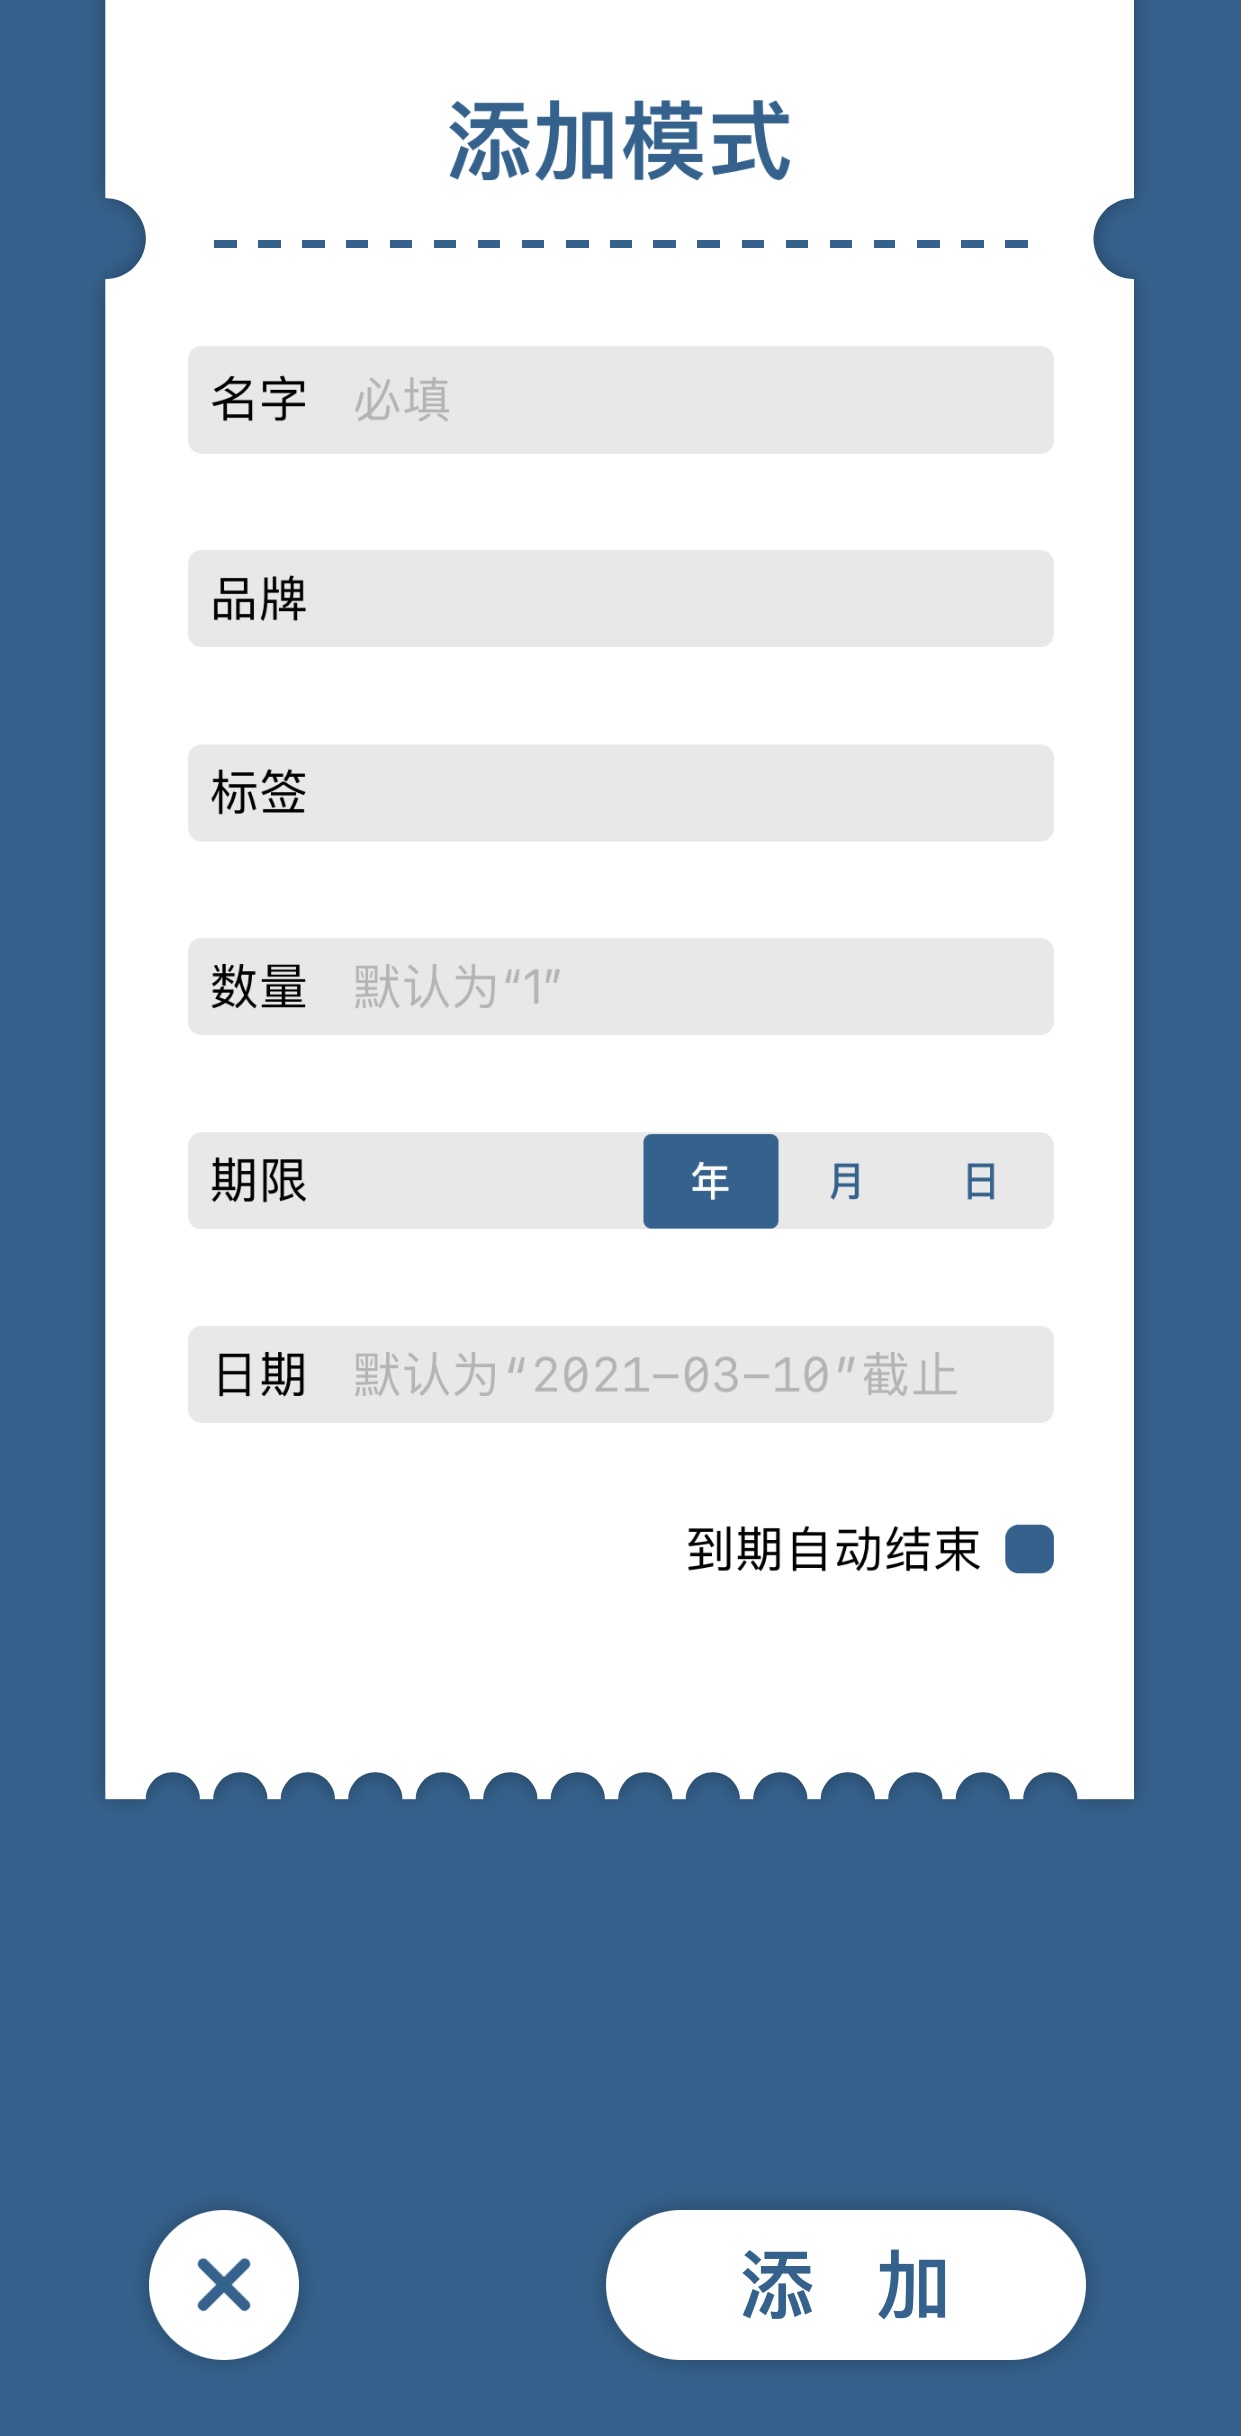 添加模式
名字 必填
品牌
标签
数量 默认为“1”
期限 年 月 日
日期 默认为“2021-03-10”截止
到期自动结束
添 加